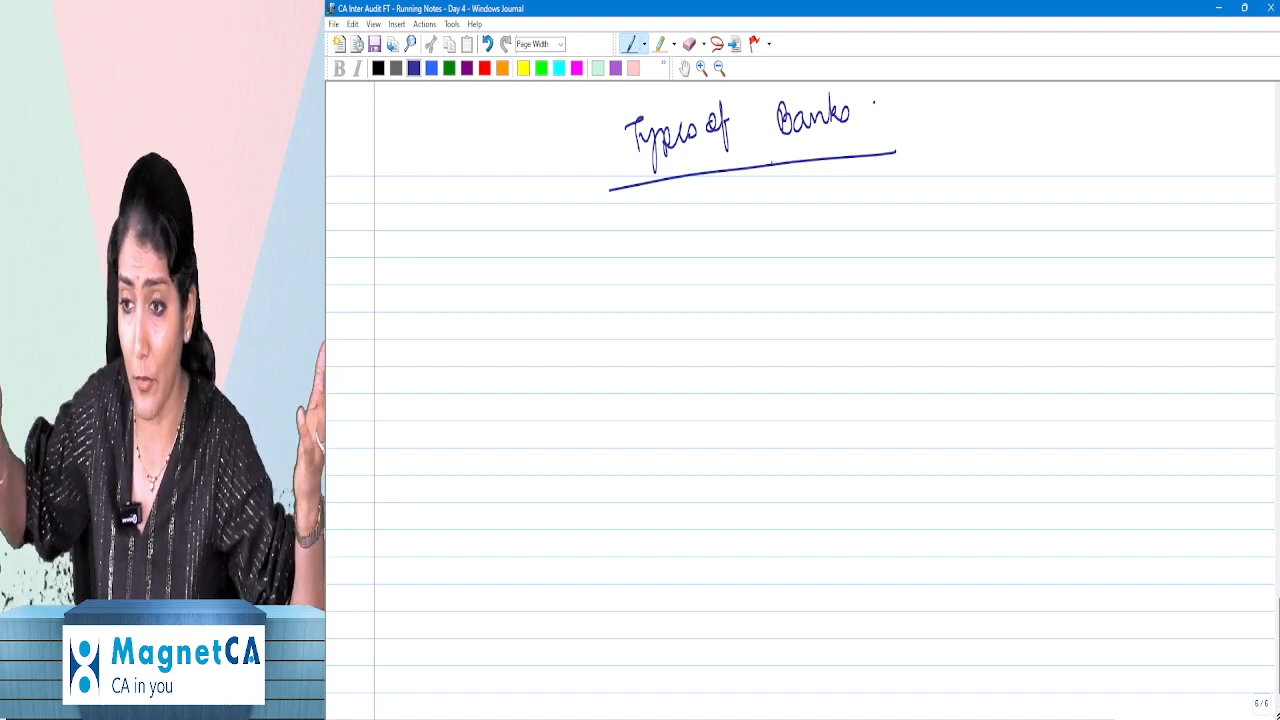 CA Inter Audit FT - Running Notes - Day 4 - Windows Journal
File Edit View Insert Actions Tools Help
Page Width
B I
Types of Banks
MagnetCA
CA in you
6 / 6